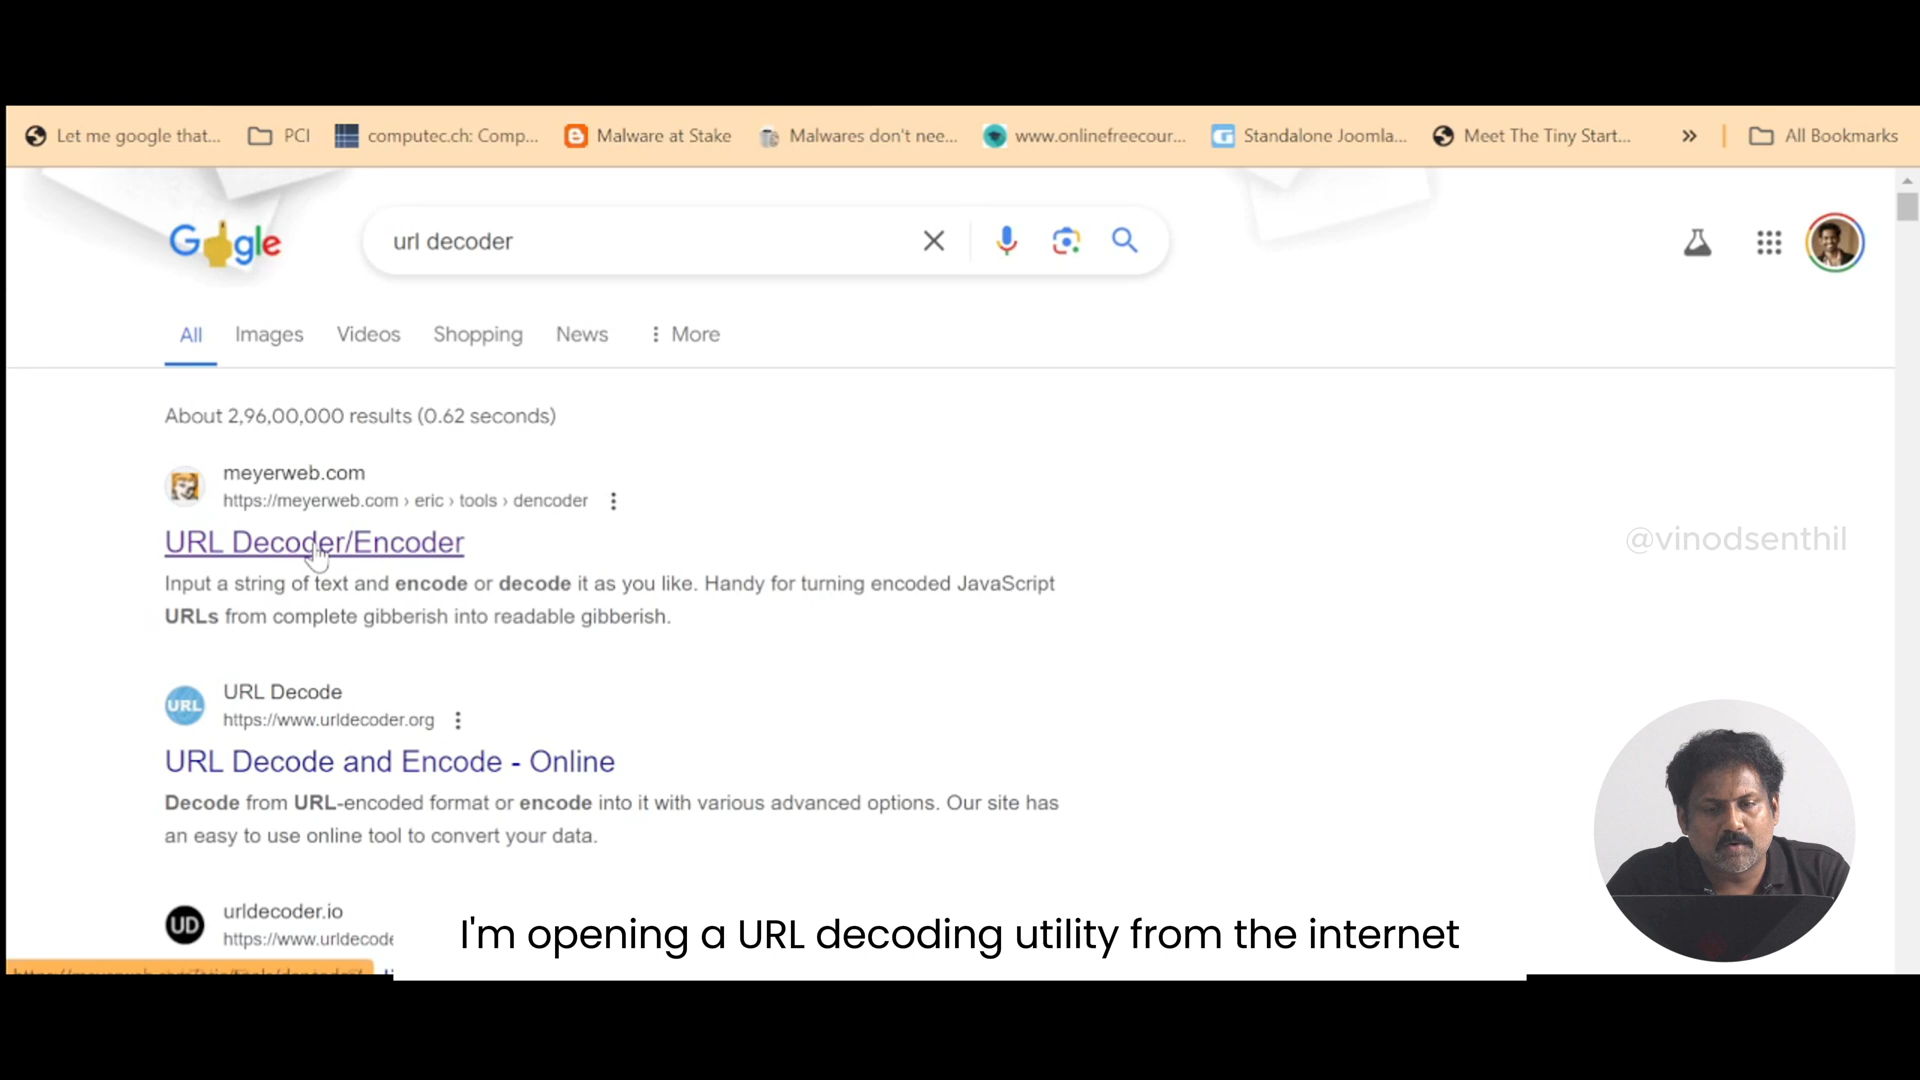 Let me google that...
PCI
computec.ch: Comp...
Malware at Stake
Malwares don't nee...
www.onlinefreecour...
Standalone Joomla...
Meet The Tiny Start...
All Bookmarks
Google
url decoder
All
Images
Videos
Shopping
News
More
About 2,96,00,000 results (0.62 seconds)
meyerweb.com
https://meyerweb.com › eric › tools › dencoder
URL Decoder/Encoder
@vinodsenthil
Input a string of text and encode or decode it as you like. Handy for turning encoded JavaScript
URLs from complete gibberish into readable gibberish.
URL
URL Decode
https://www.urldecoder.org
URL Decode and Encode - Online
Decode from URL-encoded format or encode into it with various advanced options. Our site has
an easy to use online tool to convert your data.
UD
urldecoder.io
https://www.urldecode
I'm opening a URL decoding utility from the internet